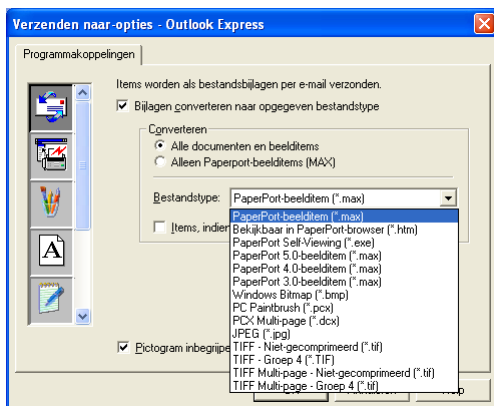 Verzenden naar-opties - Outlook Express
Programmakoppelingen
Items worden als bestandsbijlagen per e-mail verzonden.
Bijlagen converteren naar opgegeven bestandstype
Converteren
Alle documenten en beelditems
Alleen Paperport-beelditems (MAX)
Bestandstype: PaperPort-beelditem (*.max)
Items, indien
PaperPort-beelditem (*.max)
Bekijkbaar in PaperPort-browser (*.htm)
PaperPort Self-Viewing (*.exe)
PaperPort 5.0-beelditem (*.max)
PaperPort 4.0-beelditem (*.max)
PaperPort 3.0-beelditem (*.max)
Windows Bitmap (*.bmp)
PC Paintbrush (*.pcx)
PCX Multi-page (*.dcx)
JPEG (*.jpg)
TIFF - Niet-gecomprimeerd (*.tif)
TIFF - Groep 4 (*.TIF)
TIFF Multi-page - Niet-gecomprimeerd (*.tif)
TIFF Multi-page - Groep 4 (*.tif)
Pictogram inbegrepe
A